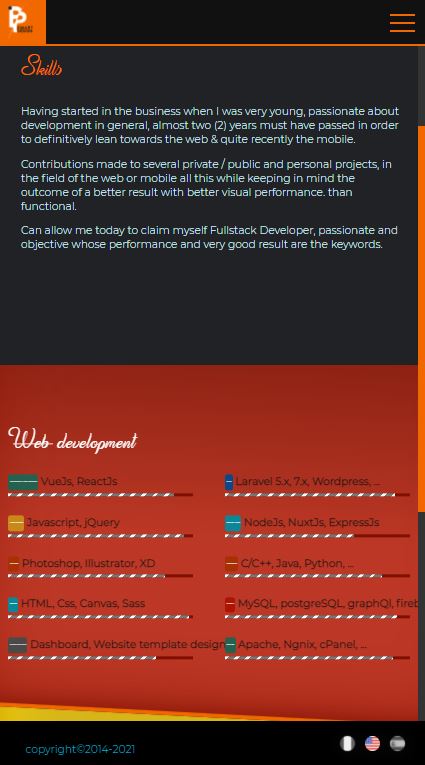 Skills
Having started in the business when I was very young, passionate about
development in general, almost two (2) years must have passed in order
to definitively lean towards the web & quite recently the mobile.
Contributions made to several private / public and personal projects, in
the field of the web or mobile all this while keeping in mind the
outcome of a better result with better visual performance. than
functional.
Can allow me today to claim myself Fullstack Developer, passionate and
objective whose performance and very good result are the keywords.
Web development
VueJs, ReactJs
Laravel 5.x, 7.x, Wordpress, ...
Javascript, jQuery
NodeJs, NuxtJs, ExpressJs
Photoshop, Illustrator, XD
C/C++, Java, Python, ...
HTML, Css, Canvas, Sass
MySQL, postgreSQL, graphQl, fireb
Dashboard, Website template design
Apache, Ngnix, cPanel, ...
copyright©2014-2021